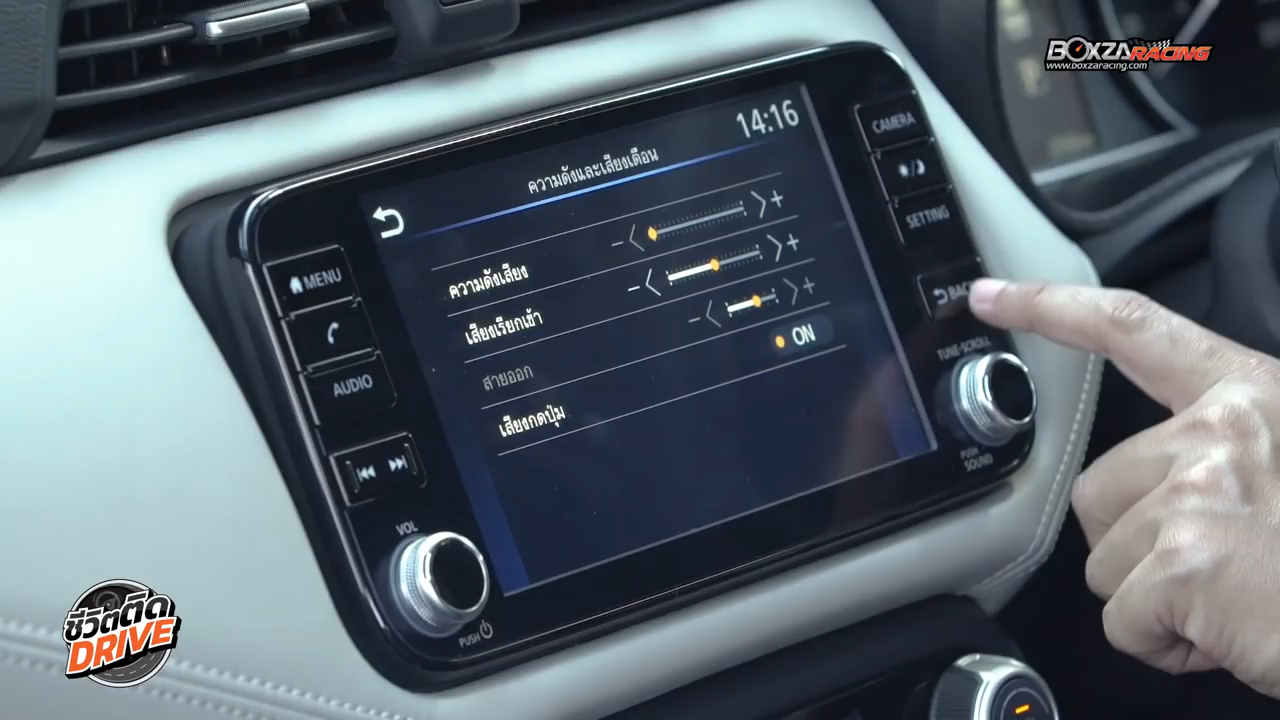 BOXZA RACING
www.boxzaracing.com
14:16
ความดังและเสียงเตือน
CAMERA
SETTING
BACK
MENU
AUDIO
ความดังเสียง
- +
เสียงเรียกเข้า
- +
สายออก
- +
เสียงกดปุ่ม
ON
TUNE-SCROLL
PUSH
SOUND
VOL
PUSH
ชีวิตติด
DRIVE